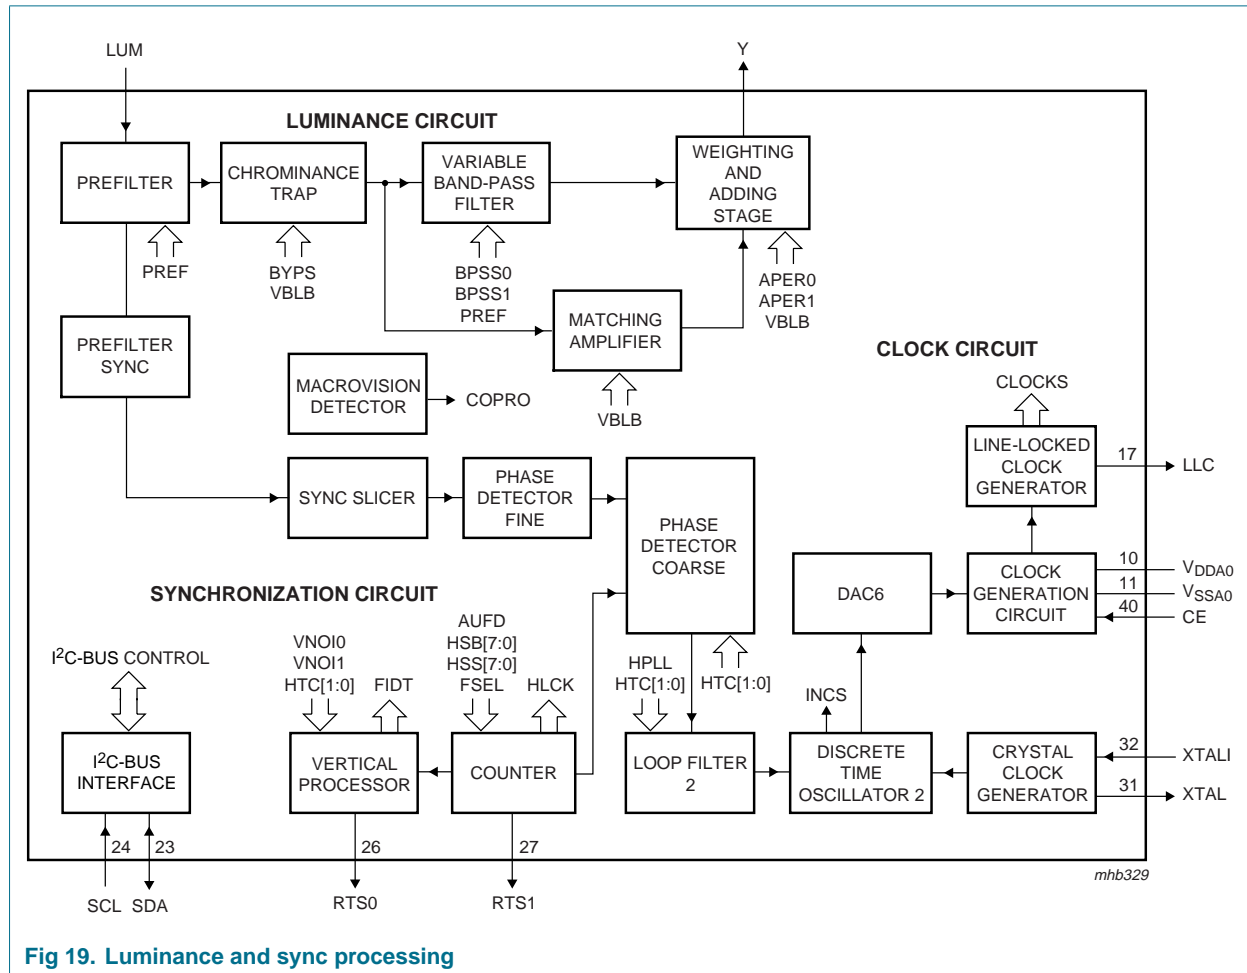 LUM
Y
LUMINANCE CIRCUIT
PREFILTER
CHROMINANCE
TRAP
VARIABLE
BAND-PASS
FILTER
WEIGHTING
AND
ADDING
STAGE
PREF
BYPS
VBLB
BPSS0
BPSS1
PREF
APER0
APER1
VBLB
MATCHING
AMPLIFIER
PREFILTER
SYNC
CLOCK CIRCUIT
MACROVISION
DETECTOR
COPRO
VBLB
CLOCKS
LINE-LOCKED
CLOCK
GENERATOR
17
LLC
SYNC SLICER
PHASE
DETECTOR
FINE
PHASE
DETECTOR
COARSE
SYNCHRONIZATION CIRCUIT
DAC6
CLOCK
GENERATION
CIRCUIT
10
VDDA0
11
VSSA0
40
CE
I2C-BUS CONTROL
VNOI0
VNOI1
HTC[1:0]
FIDT
AUFD
HSB[7:0]
HSS[7:0]
FSEL
HLCK
HPLL
HTC[1:0]
HTC[1:0]
INCS
I2C-BUS
INTERFACE
VERTICAL
PROCESSOR
COUNTER
LOOP FILTER
2
DISCRETE
TIME
OSCILLATOR 2
CRYSTAL
CLOCK
GENERATOR
32
XTALI
31
XTAL
24
23
26
27
SCL
SDA
RTS0
RTS1
mhb329
Fig 19. Luminance and sync processing